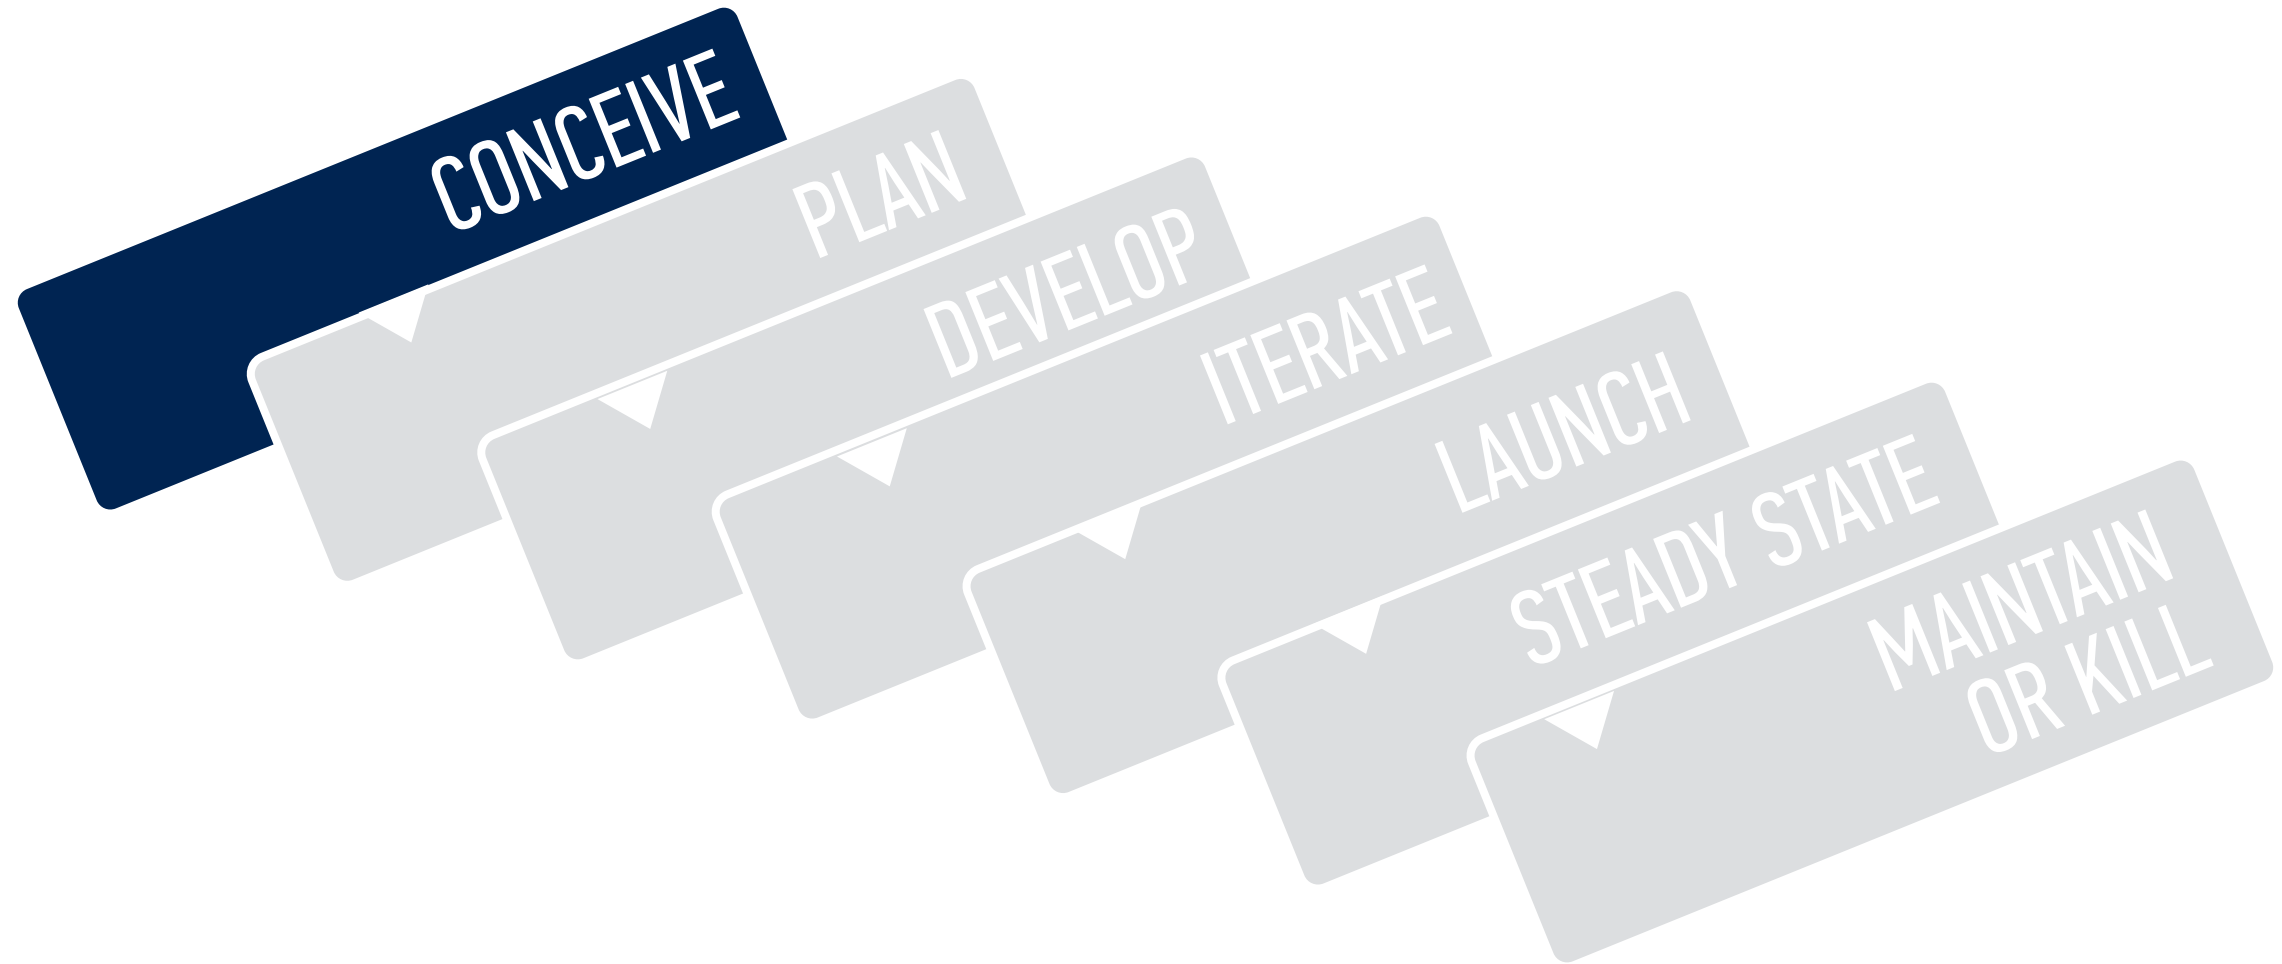 CONCEIVE
PLAN
DEVELOP
ITERATE
LAUNCH
STEADY STATE
MAINTAIN
OR KILL